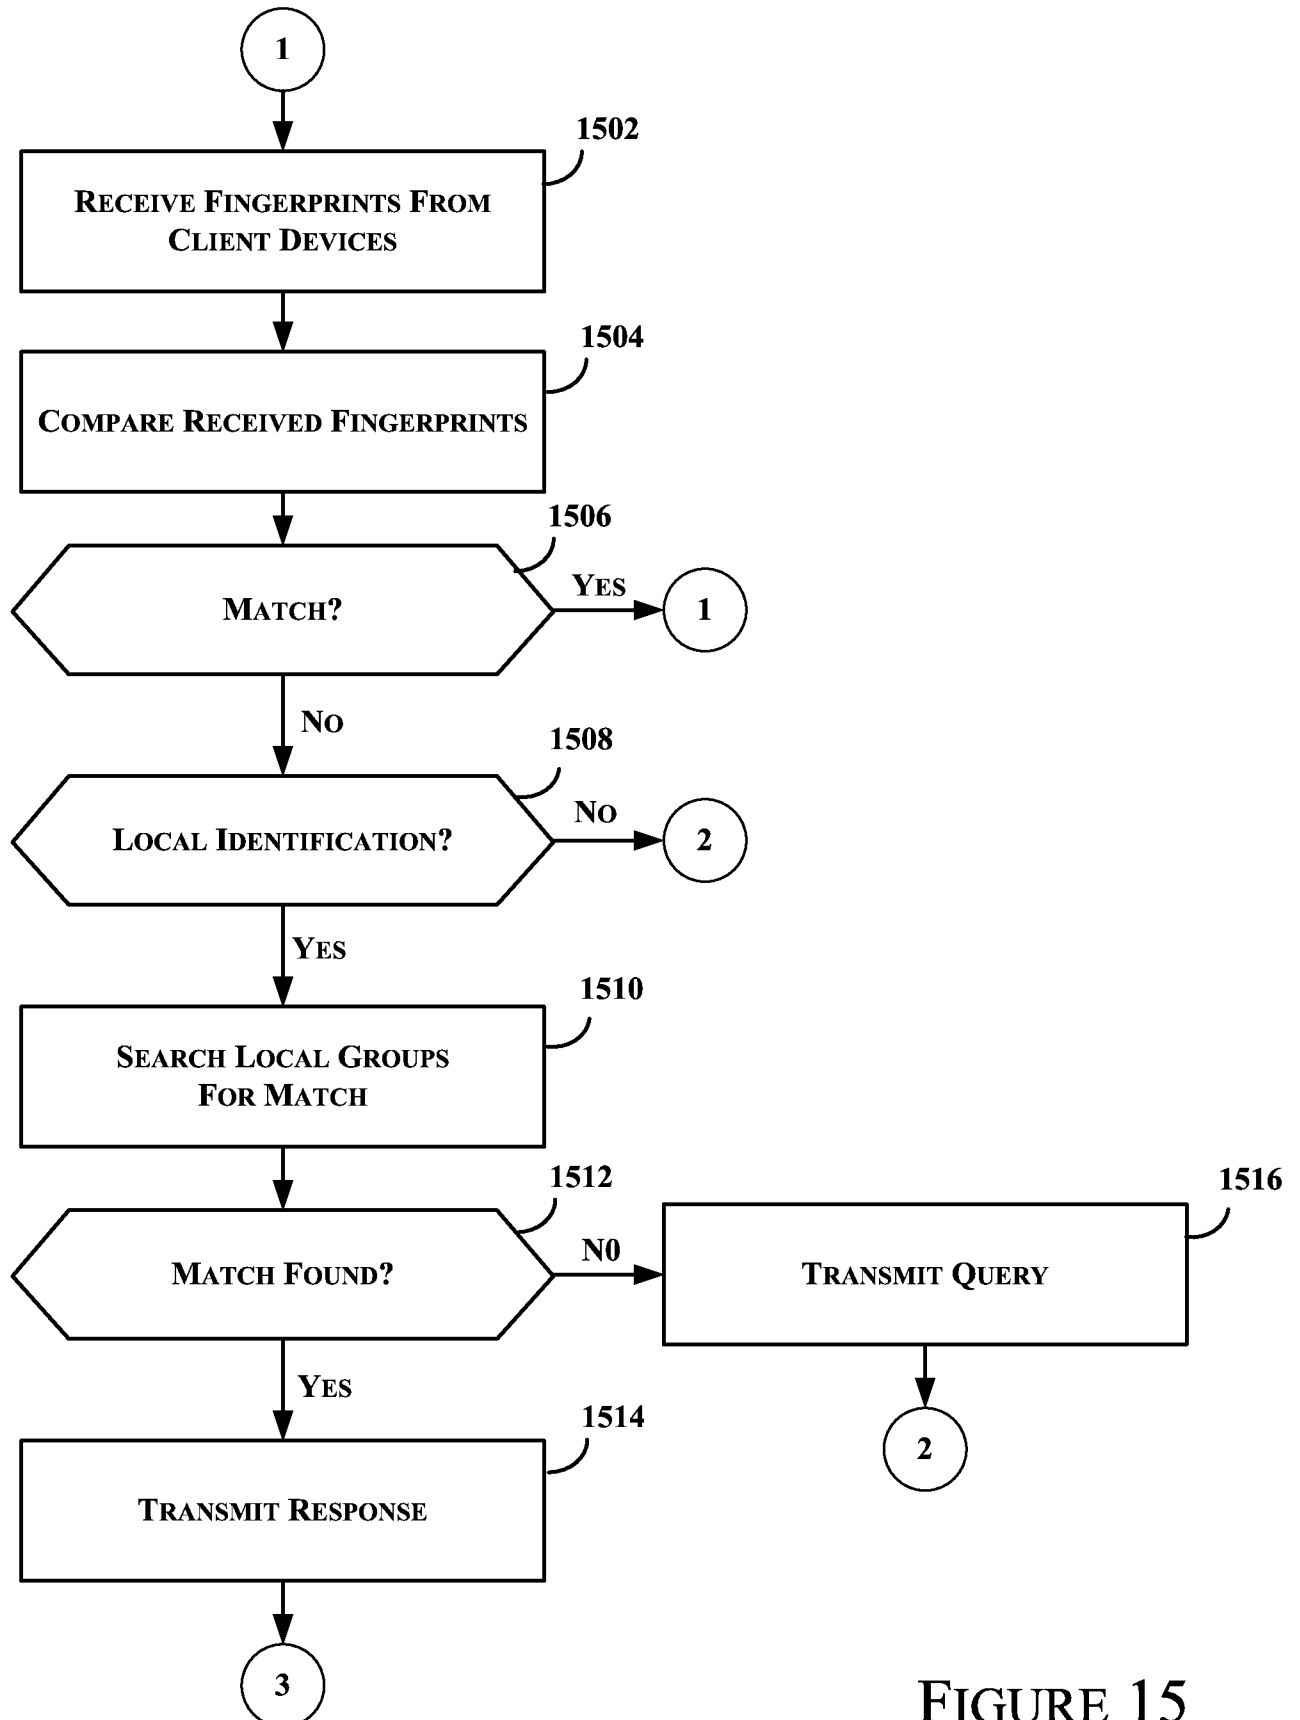 1
1502
RECEIVE FINGERPRINTS FROM
CLIENT DEVICES
1504
COMPARE RECEIVED FINGERPRINTS
1506
MATCH?
YES
1
NO
1508
LOCAL IDENTIFICATION?
NO
2
YES
1510
SEARCH LOCAL GROUPS
FOR MATCH
1512
MATCH FOUND?
N0
1516
TRANSMIT QUERY
2
YES
1514
TRANSMIT RESPONSE
3
FIGURE 15